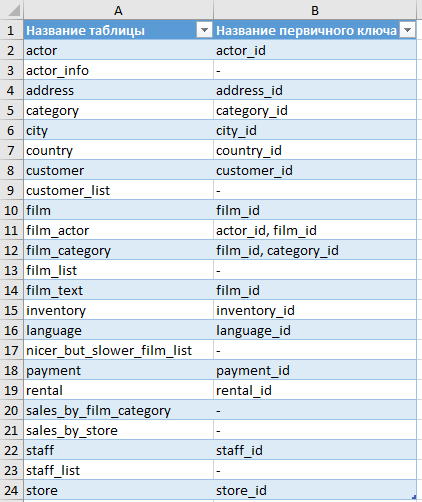 A B
1 Название таблицы Название первичного ключа
2 actor actor_id
3 actor_info -
4 address address_id
5 category category_id
6 city city_id
7 country country_id
8 customer customer_id
9 customer_list -
10 film film_id
11 film_actor actor_id, film_id
12 film_category film_id, category_id
13 film_list -
14 film_text film_id
15 inventory inventory_id
16 language language_id
17 nicer_but_slower_film_list -
18 payment payment_id
19 rental rental_id
20 sales_by_film_category -
21 sales_by_store -
22 staff staff_id
23 staff_list -
24 store store_id